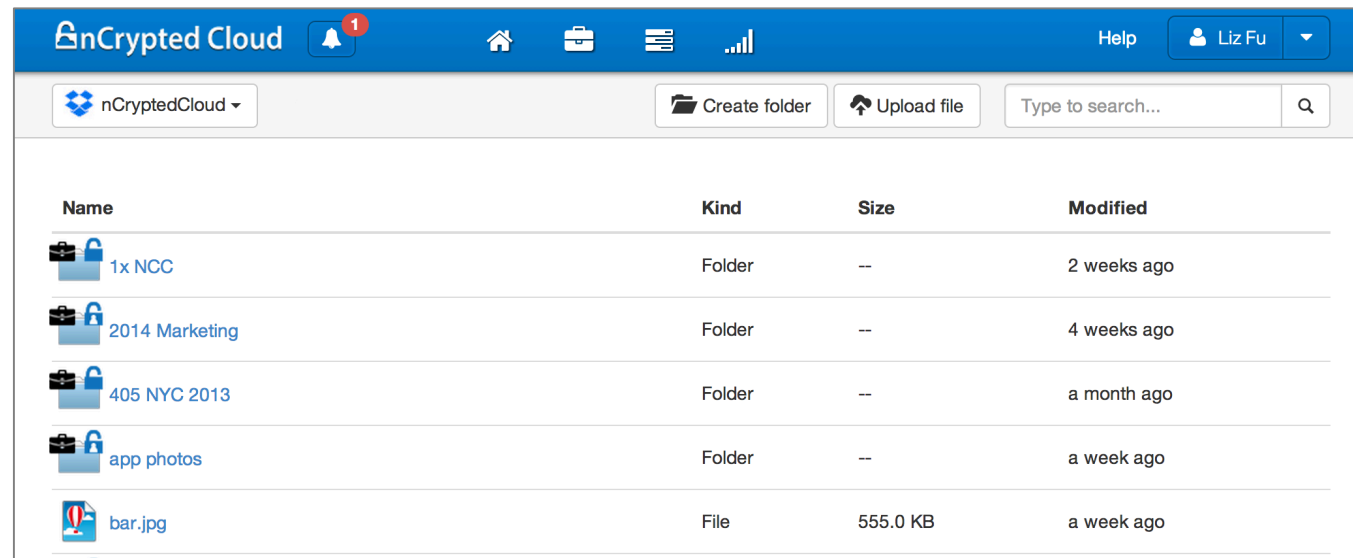 nCrypted Cloud 1 Help Liz Fu
nCryptedCloud Create folder Upload file Type to search...
Name Kind Size Modified
1x NCC Folder -- 2 weeks ago
2014 Marketing Folder -- 4 weeks ago
405 NYC 2013 Folder -- a month ago
app photos Folder -- a week ago
bar.jpg File 555.0 KB a week ago